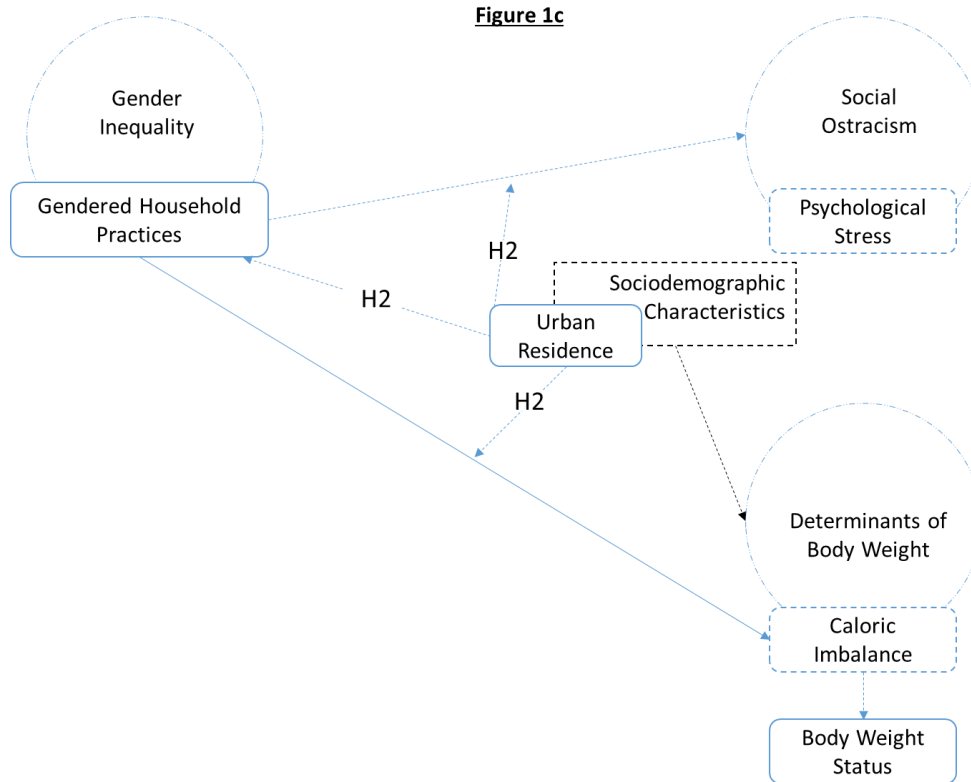 Figure 1c
Gender
Inequality
Social
Ostracism
Gendered Household
Practices
Psychological
Stress
H2
Sociodemographic
Characteristics
H2
Urban
Residence
H2
Determinants of
Body Weight
Caloric
Imbalance
Body Weight
Status